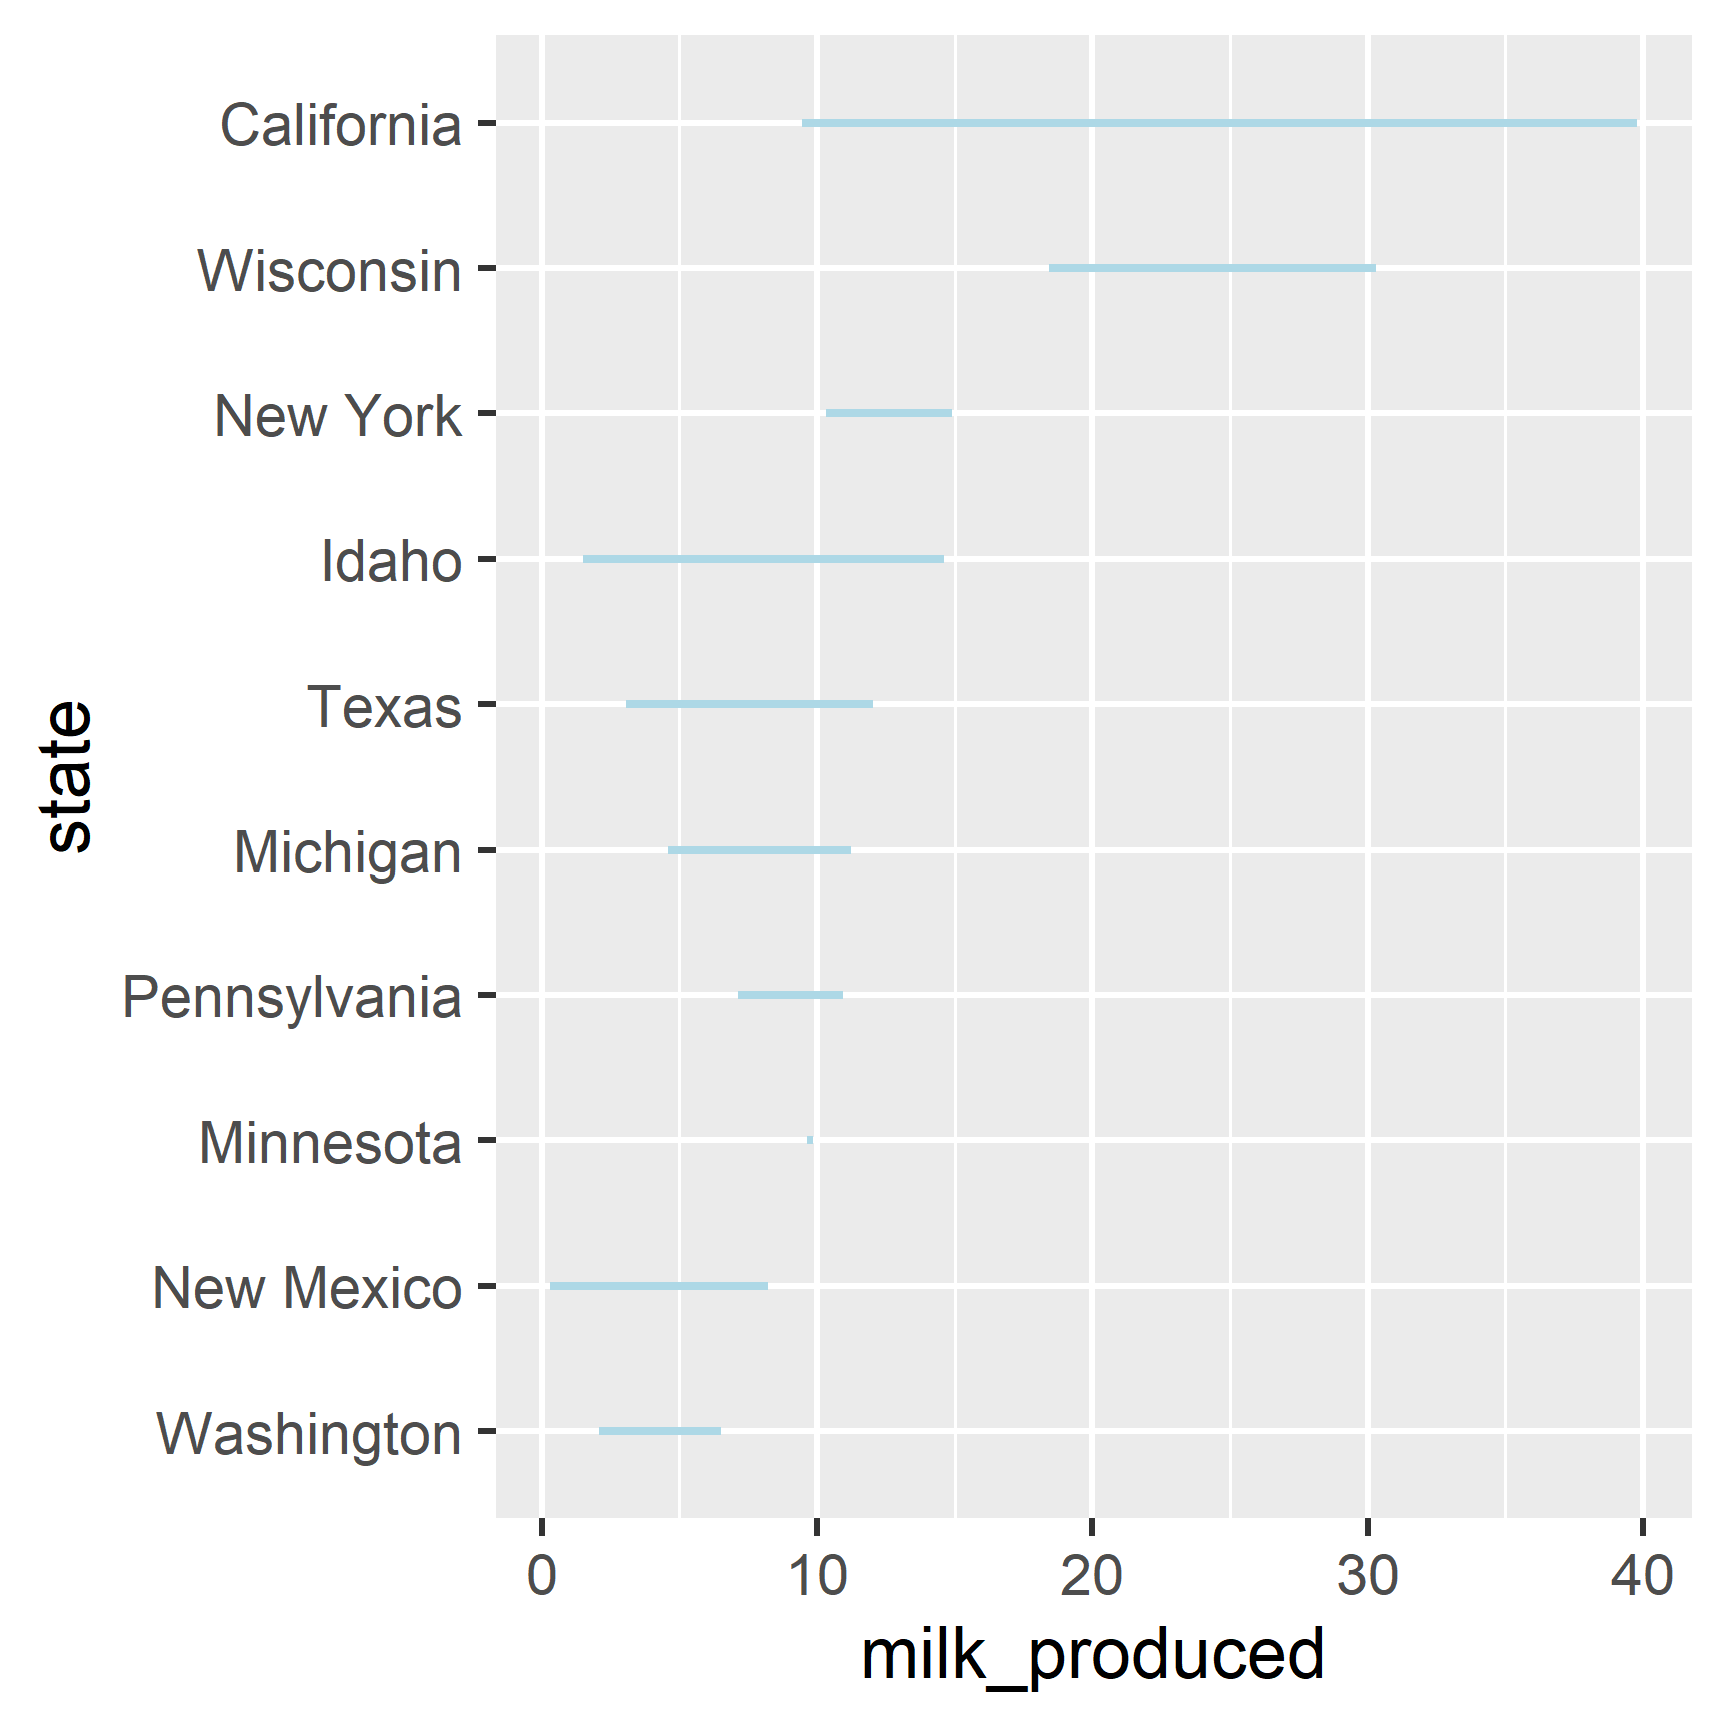 California
Wisconsin
New York
Idaho
Texas
Michigan
Pennsylvania
Minnesota
New Mexico
Washington
state
0 10 20 30 40
milk_produced